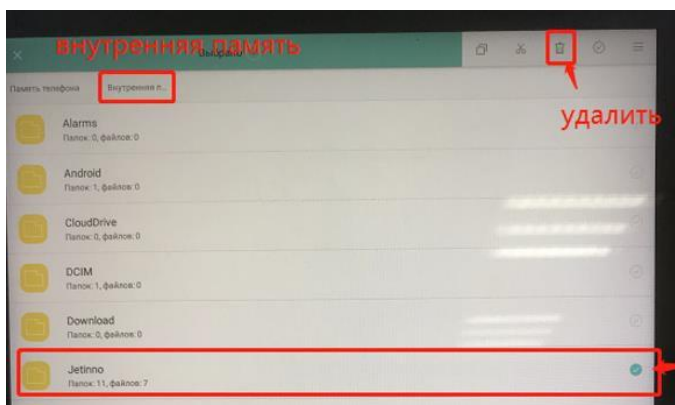 внутренняя память
Выбрано
Память телефона
Внутренняя п...
удалить
Alarms
Папок: 0, файлов: 0
Android
Папок: 1, файлов: 0
CloudDrive
Папок: 0, файлов: 0
DCIM
Папок: 1, файлов: 0
Download
Папок: 0, файлов: 0
Jetinno
Папок: 11, файлов: 7